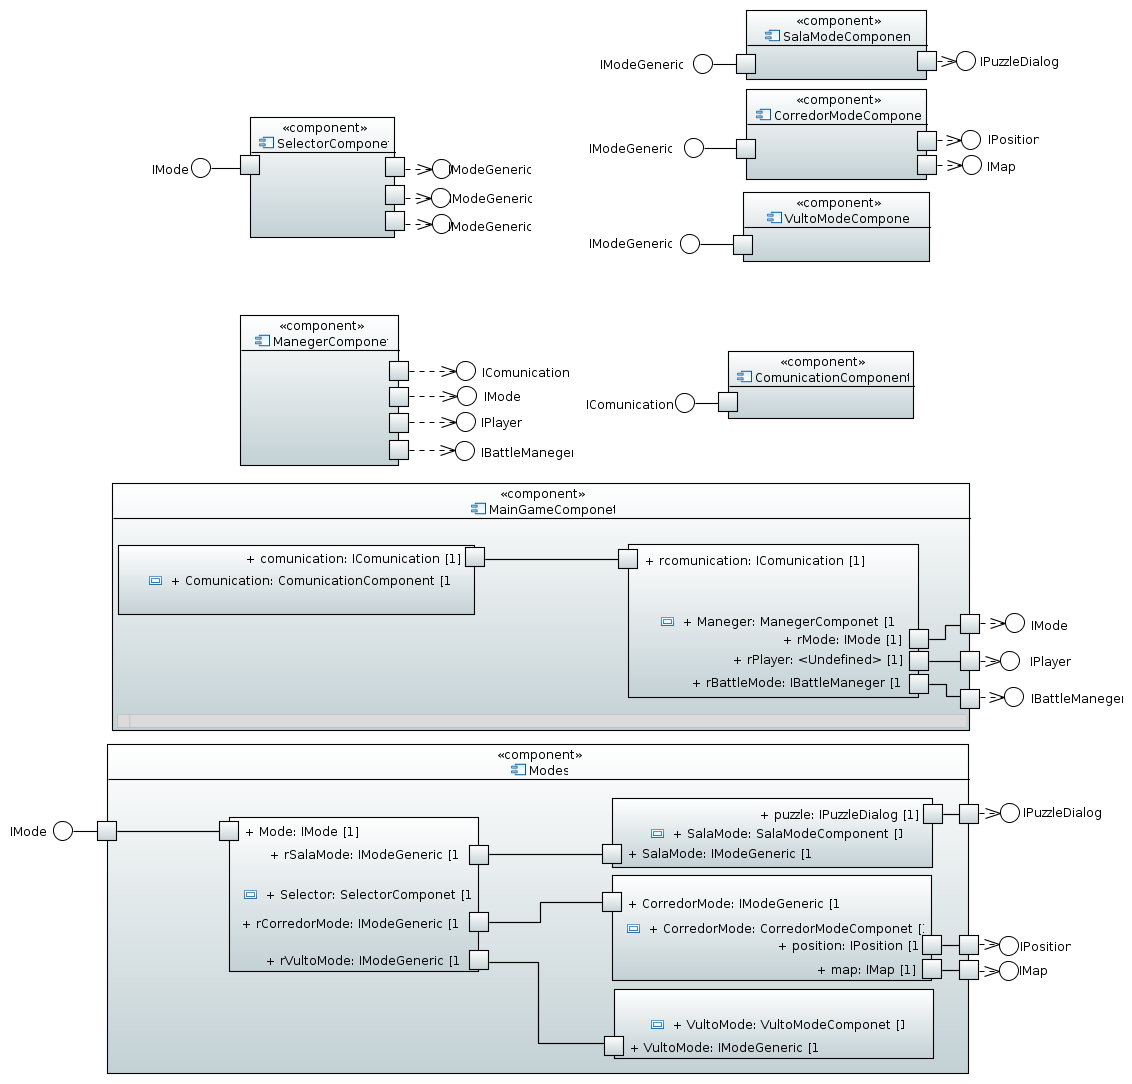 «component»
SalaModeComponen
IModeGeneric
IPuzzleDialog
«component»
CorredorModeCompone
IModeGeneric
IPosition
IMap
«component»
SelectorCompone
IMode
IModeGeneric
IModeGeneric
IModeGeneric
«component»
VultoModeCompone
IModeGeneric
«component»
ManegerCompone
IComunication
IMode
IPlayer
IBattleManeger
«component»
ComunicationComponent
IComunication
«component»
MainGameComponet
+ comunication: IComunication [1]
+ Comunication: ComunicationComponent [1
+ rcomunication: IComunication [1]
+ Maneger: ManegerComponet [1
+ rMode: IMode [1]
+ rPlayer: <Undefined> [1]
+ rBattleMode: IBattleManeger [1
IMode
IPlayer
IBattleManeger
«component»
Modes
IMode
+ Mode: IMode [1]
+ rSalaMode: IModeGeneric [1
+ Selector: SelectorComponet [1
+ rCorredorMode: IModeGeneric [1
+ rVultoMode: IModeGeneric [1
+ puzzle: IPuzzleDialog [1]
+ SalaMode: SalaModeComponent [1
+ SalaMode: IModeGeneric [1
IPuzzleDialog
+ CorredorMode: IModeGeneric [1
+ CorredorMode: CorredorModeComponet [
+ position: IPosition [1
+ map: IMap [1]
IPosition
IMap
+ VultoMode: VultoModeComponet [1
+ VultoMode: IModeGeneric [1